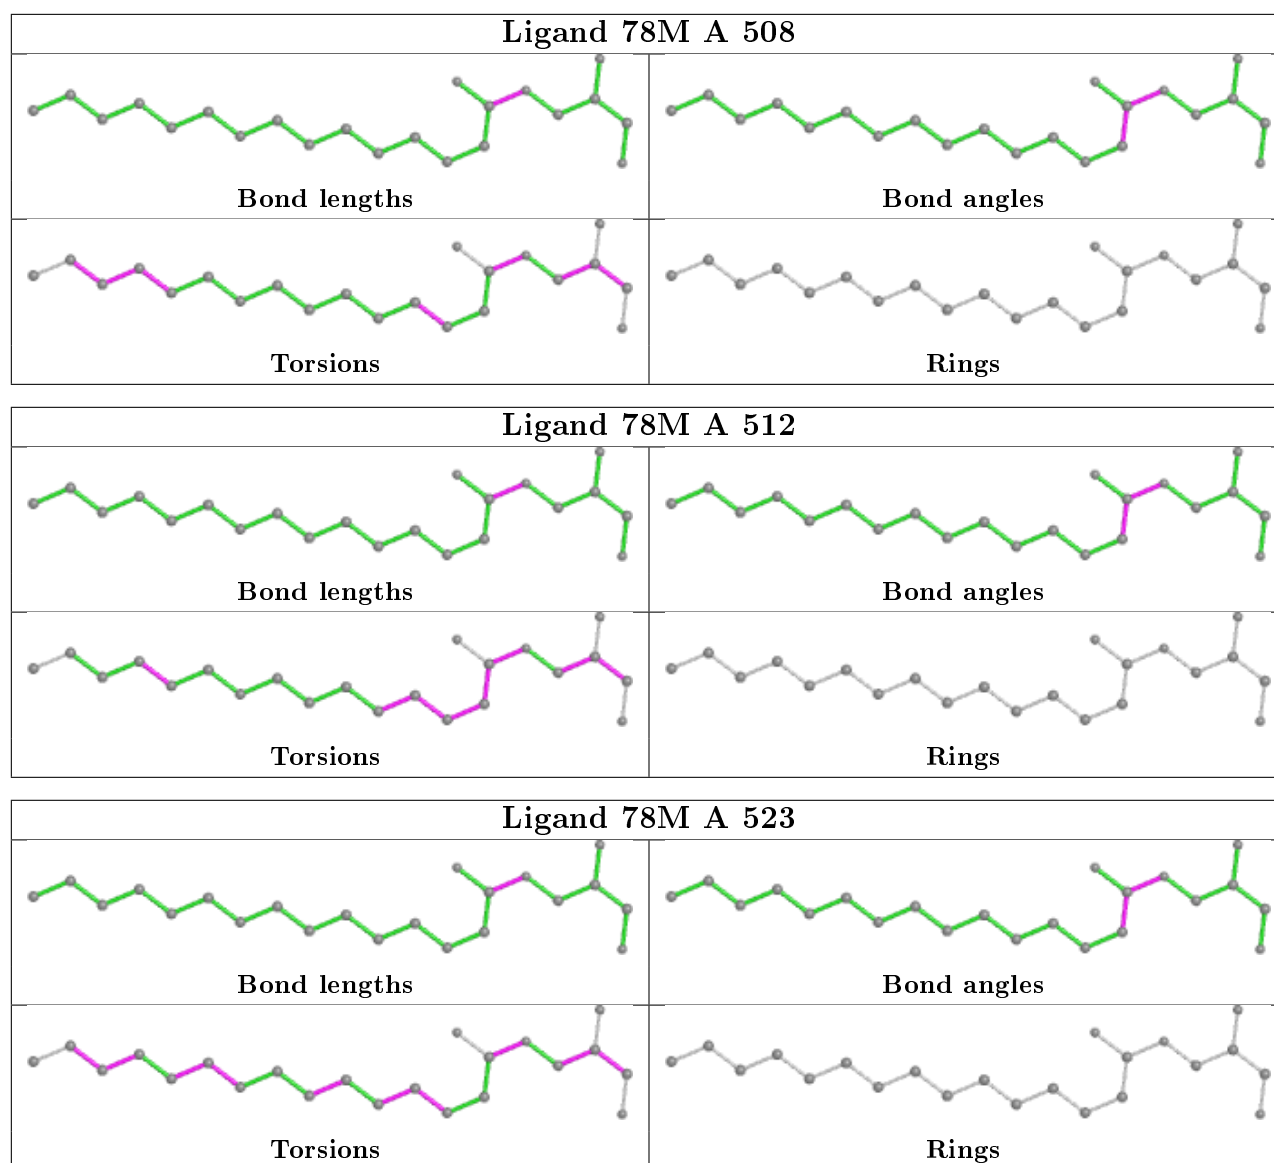 Ligand 78M A 508
Bond lengths
Bond angles
Torsions
Rings
Ligand 78M A 512
Bond lengths
Bond angles
Torsions
Rings
Ligand 78M A 523
Bond lengths
Bond angles
Torsions
Rings